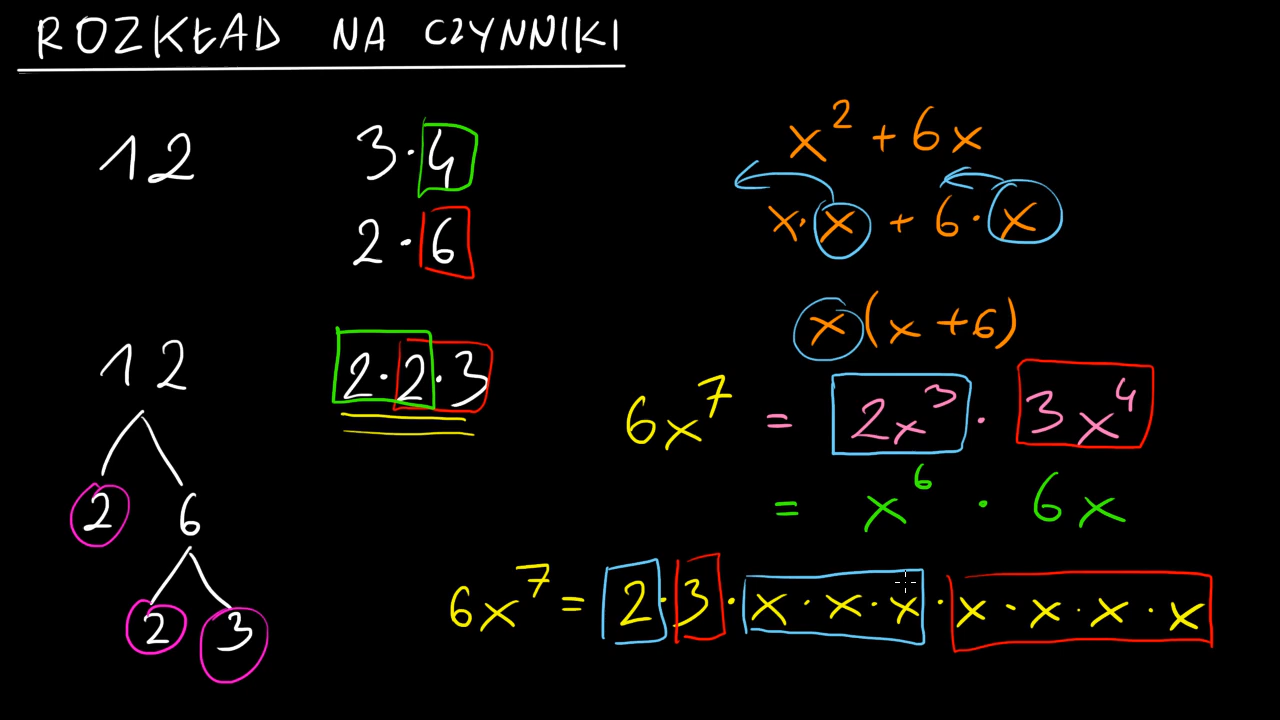 ROZKŁAD NA CZYNNIKI
12 3·4
2·6
12 2·2·3
2 6
2 3
x² + 6x
x·x + 6·x
x(x+6)
6x⁷ = 2x³ · 3x⁴
= x⁶ · 6x
6x⁷ = 2·3·x·x·x·x·x·x·x